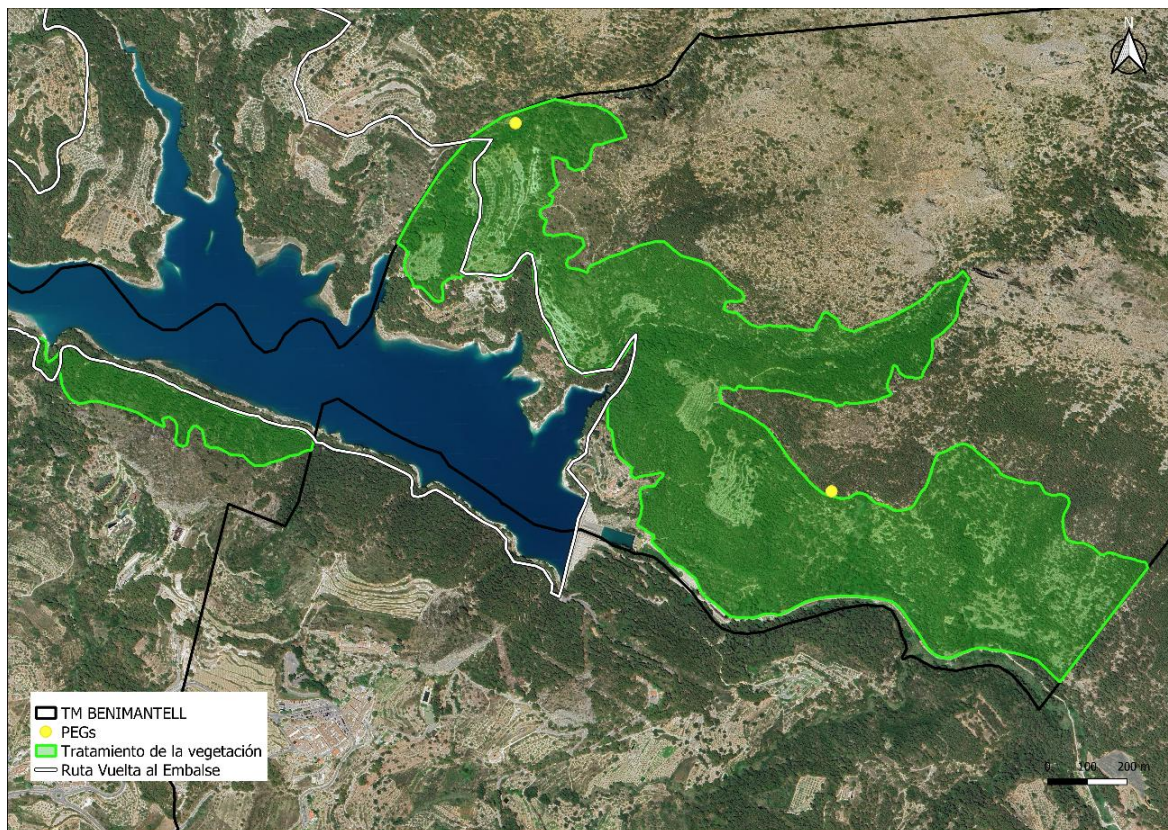 N
TM BENIMANTELL
PEGs
Tratamiento de la vegetación
Ruta Vuelta al Embalse
0 100 200 m